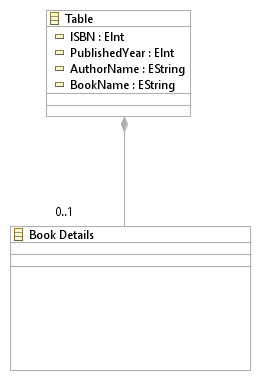 Table
ISBN : EInt
PublishedYear : EInt
AuthorName : EString
BookName : EString
0..1
Book Details